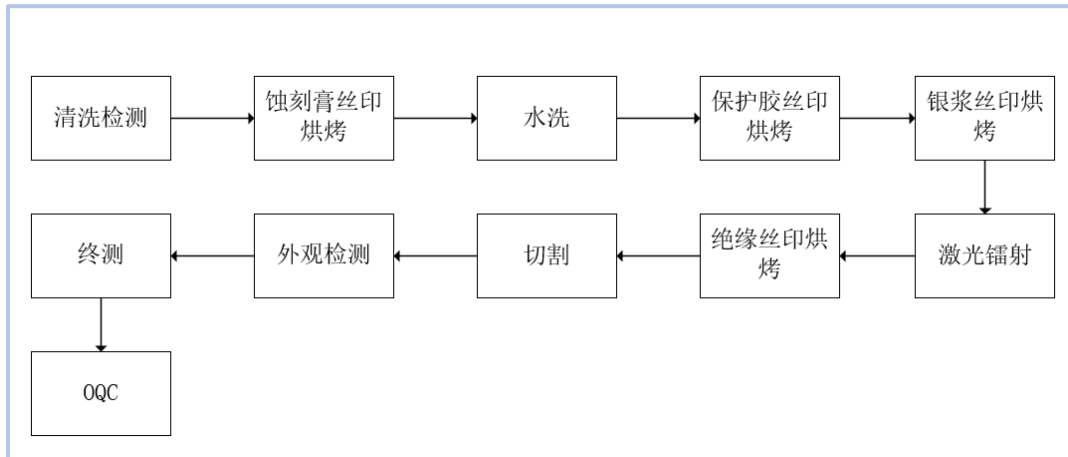 清洗检测
蚀刻膏丝印
烘烤
水洗
保护胶丝印
烘烤
银浆丝印烘
烤
激光镭射
绝缘丝印烘
烤
切割
外观检测
终测
OQC